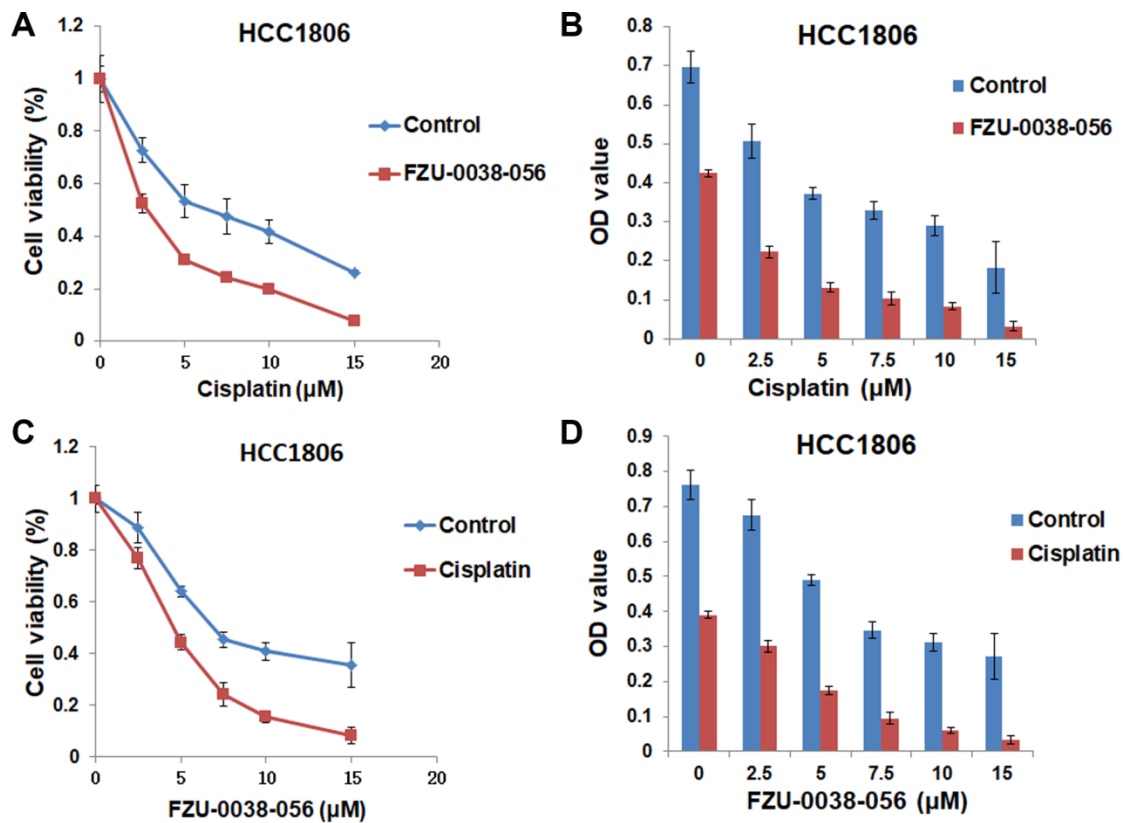 A
HCC1806
Cell viability (%)
1.2
1
0.8
0.6
0.4
0.2
0
0 5 10 15 20
Cisplatin (μM)
Control
FZU-0038-056
B
HCC1806
OD value
0.8
0.7
0.6
0.5
0.4
0.3
0.2
0.1
0
0 2.5 5 7.5 10 15
Cisplatin (μM)
Control
FZU-0038-056
C
HCC1806
Cell viability (%)
1.2
1
0.8
0.6
0.4
0.2
0
0 5 10 15 20
FZU-0038-056 (μM)
Control
Cisplatin
D
HCC1806
OD value
0.9
0.8
0.7
0.6
0.5
0.4
0.3
0.2
0.1
0
0 2.5 5 7.5 10 15
FZU-0038-056 (μM)
Control
Cisplatin